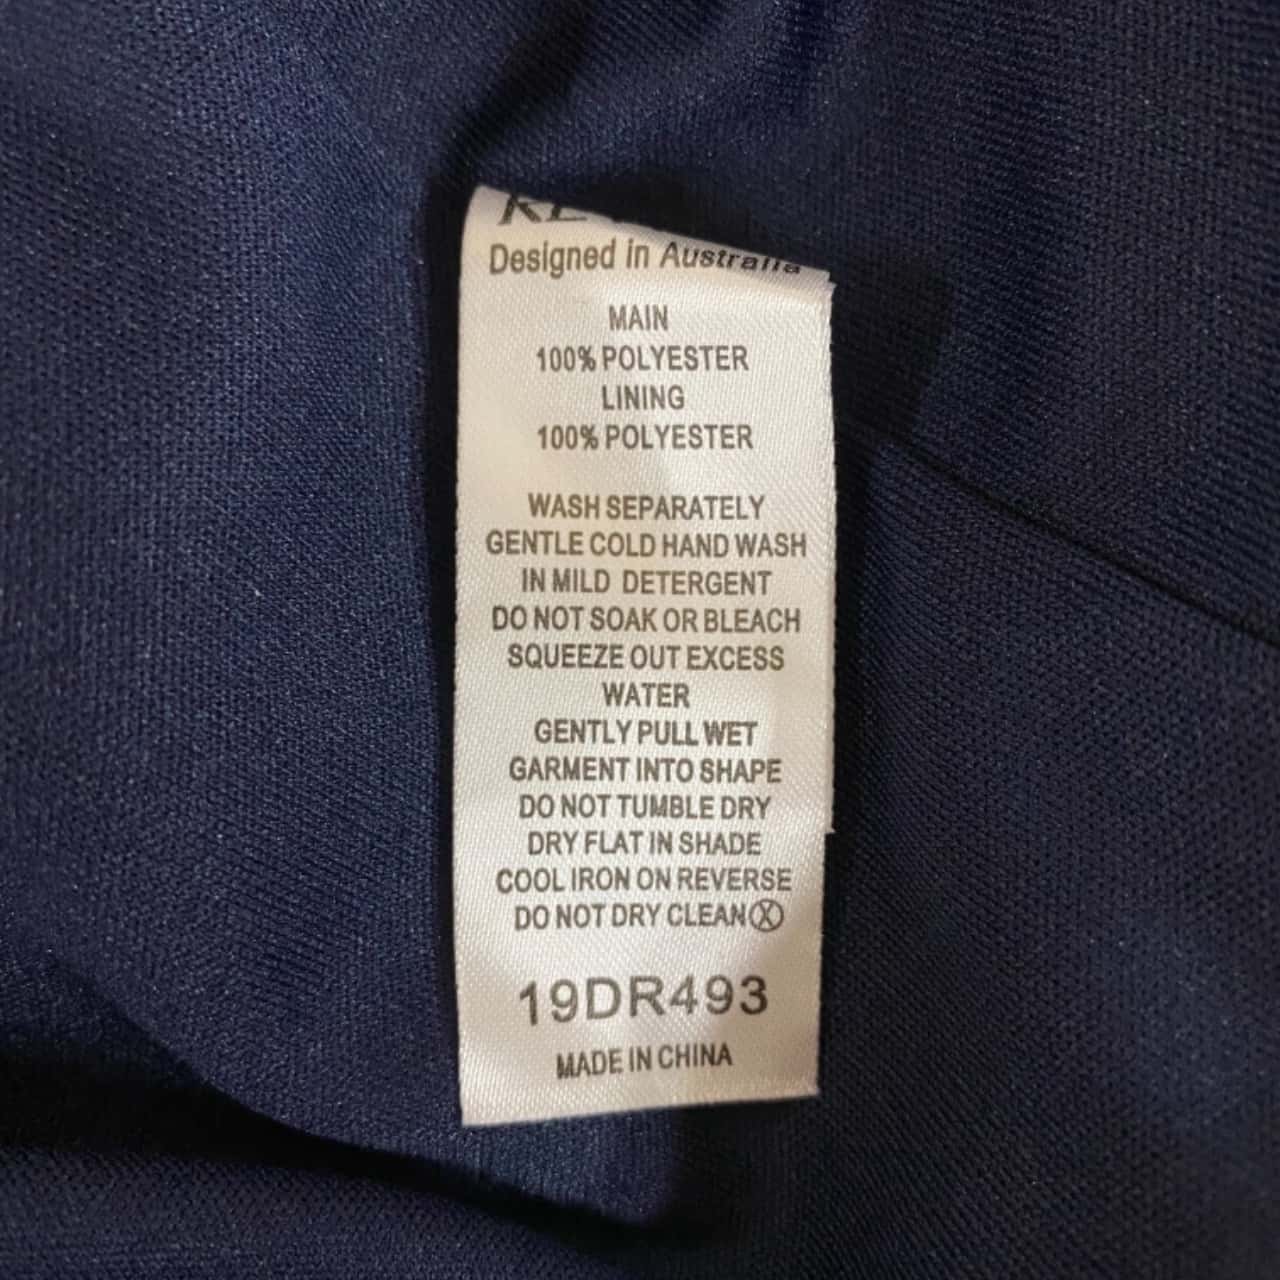 Designed in Australia
MAIN
100% POLYESTER
LINING
100% POLYESTER
WASH SEPARATELY
GENTLE COLD HAND WASH
IN MILD DETERGENT
DO NOT SOAK OR BLEACH
SQUEEZE OUT EXCESS
WATER
GENTLY PULL WET
GARMENT INTO SHAPE
DO NOT TUMBLE DRY
DRY FLAT IN SHADE
COOL IRON ON REVERSE
DO NOT DRY CLEAN Ⓧ
19DR493
MADE IN CHINA